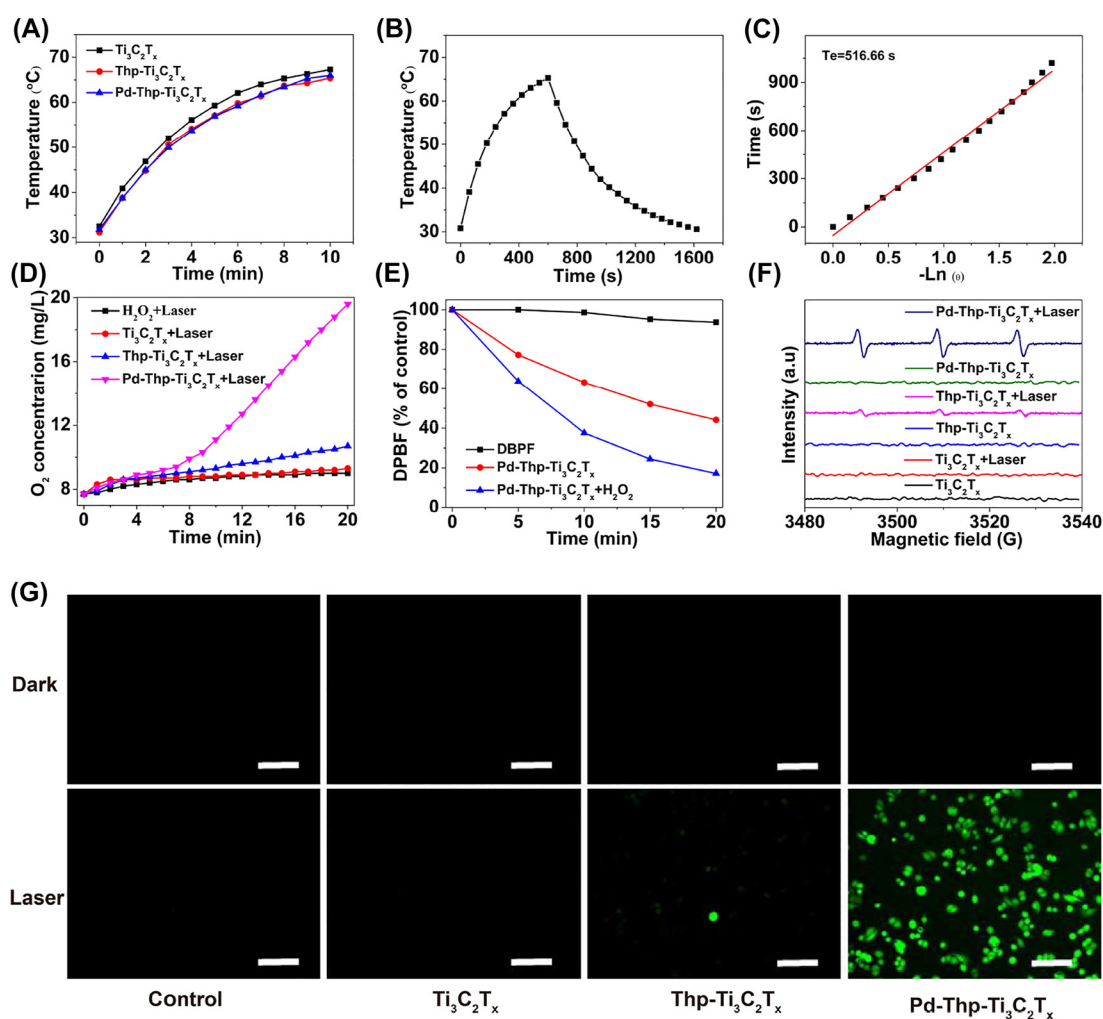 (A)
Ti3C2Tx
Thp-Ti3C2Tx
Pd-Thp-Ti3C2Tx
Temperature (°C)
70
60
50
40
30
0
2
4
6
8
10
Time (min)
(B)
Temperature (°C)
70
60
50
40
30
0
400
800
1200
1600
Time (s)
(C)
Te=516.66 s
Time (s)
900
600
300
0
0.0
0.5
1.0
1.5
2.0
-Ln (θ)
(D)
H2O2+Laser
Ti3C2Tx+Laser
Thp-Ti3C2Tx+Laser
Pd-Thp-Ti3C2Tx+Laser
O2 concentrarion (mg/L)
20
16
12
8
0
4
8
12
16
20
Time (min)
(E)
DPBF (% of control)
100
80
60
40
20
0
DBPF
Pd-Thp-Ti3C2Tx
Pd-Thp-Ti3C2Tx+H2O2
0
5
10
15
20
Time (min)
(F)
Intensity (a.u)
Pd-Thp-Ti3C2Tx+Laser
Pd-Thp-Ti3C2Tx
Thp-Ti3C2Tx+Laser
Thp-Ti3C2Tx
Ti3C2Tx+Laser
Ti3C2Tx
3480
3500
3520
3540
Magnetic field (G)
(G)
Dark
Laser
Control
Ti3C2Tx
Thp-Ti3C2Tx
Pd-Thp-Ti3C2Tx